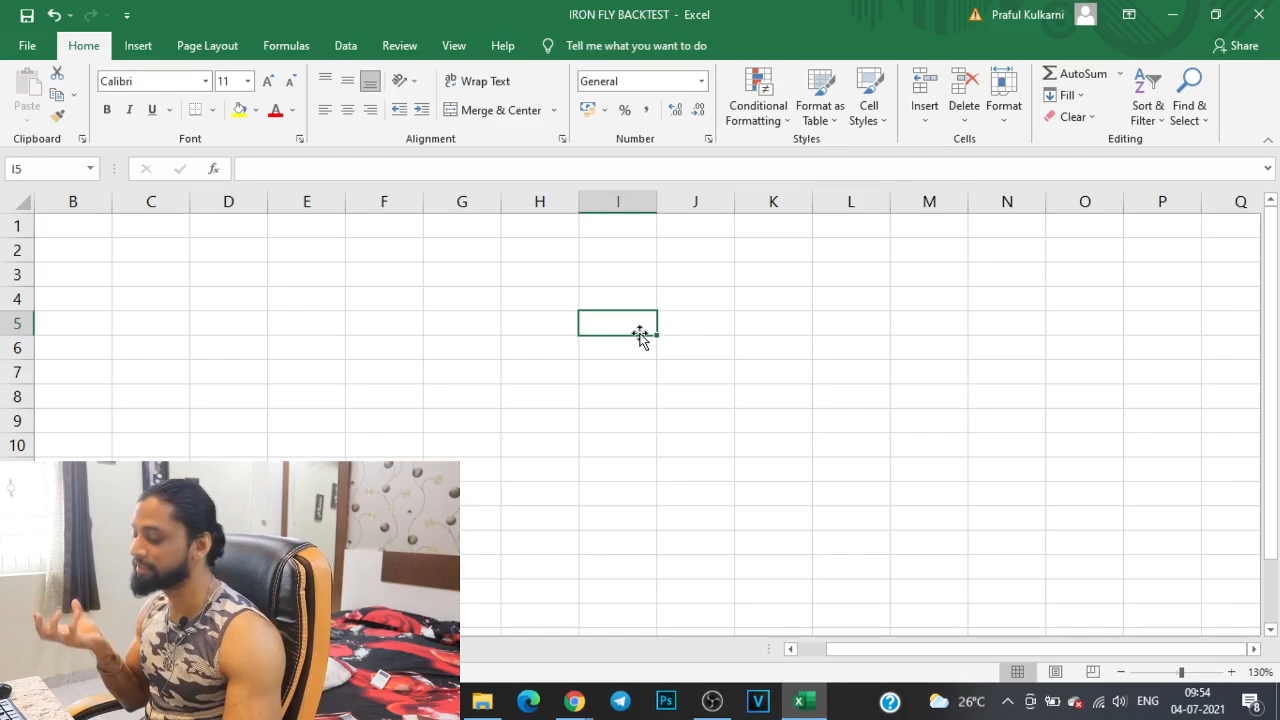 IRON FLY BACKTEST - Excel
Praful Kulkarni
File Home Insert Page Layout Formulas Data Review View Help Tell me what you want to do Share
Paste
Clipboard
Calibri 11
B I U
Font
Wrap Text
Merge & Center
Alignment
General
Number
Conditional Formatting
Format as Table
Cell Styles
Styles
Insert Delete Format
Cells
AutoSum
Fill
Clear
Sort & Filter
Find & Select
Editing
I5
B C D E F G H I J K L M N O P Q
1
2
3
4
5
6
7
8
9
10
130%
26°C ENG 09:54
04-07-2021
8